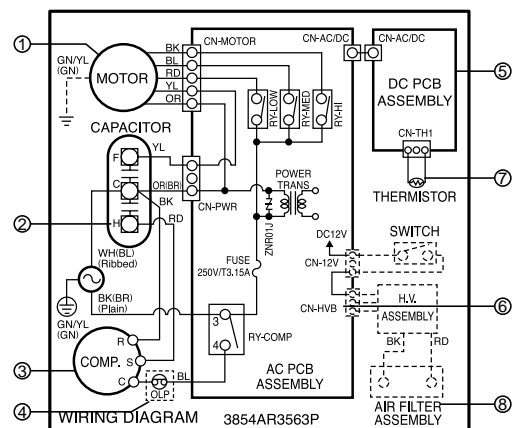 1
GN/YL
(GN)
MOTOR
BK
BL
RD
YL
OR
CN-MOTOR
CN-AC/DC
CN-AC/DC
5
DC PCB
ASSEMBLY
CN-TH1
7
THERMISTOR
RY-LOW
RY-MED
RY-HI
CAPACITOR
F
YL
C
OR(BR)
BK
2
H
RD
CN-PWR
POWER
TRANS
ZNR01J
WH(BL)
(Ribbed)
BK(BR)
(Plain)
GN/YL
(GN)
FUSE
250V/T3.15A
DC12V
CN-12V
SWITCH
CN-HVB
H.V.
ASSEMBLY
6
BK
RD
3
4
RY-COMP
R
S
C
3
COMP.
BL
OLP
4
AC PCB
ASSEMBLY
AIR FILTER
ASSEMBLY
8
WIRING DIAGRAM
3854AR3563P